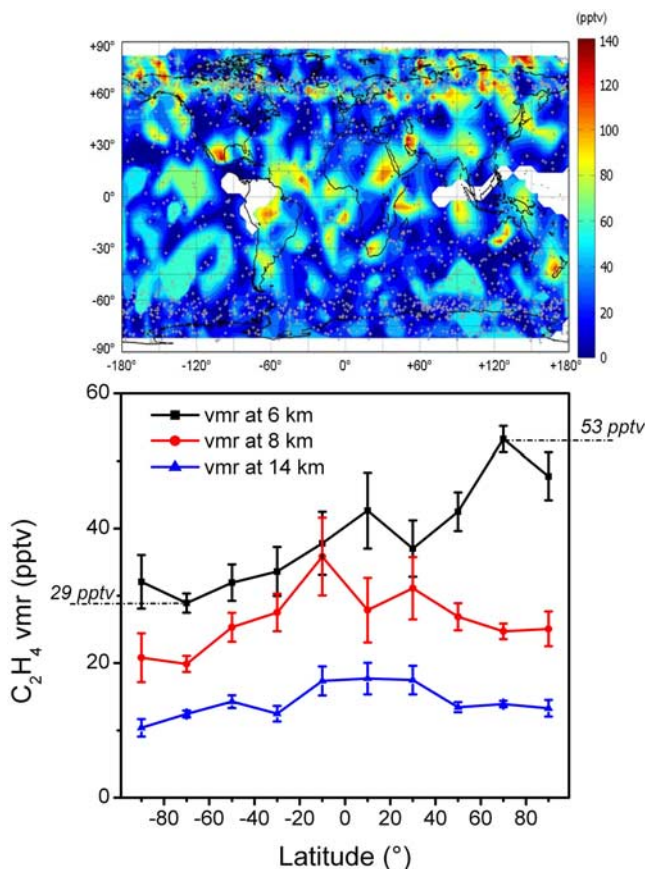 (pptv)
+90°
+60°
+30°
0°
-30°
-60°
-90°
-180°
-120°
-60°
0°
+60°
+120°
+180°
140
120
100
80
60
40
20
0
60
40
20
0
C₂H₄ vmr (pptv)
vmr at 6 km
vmr at 8 km
vmr at 14 km
53 pptv
29 pptv
-80 -60 -40 -20 0 20 40 60 80
Latitude (°)